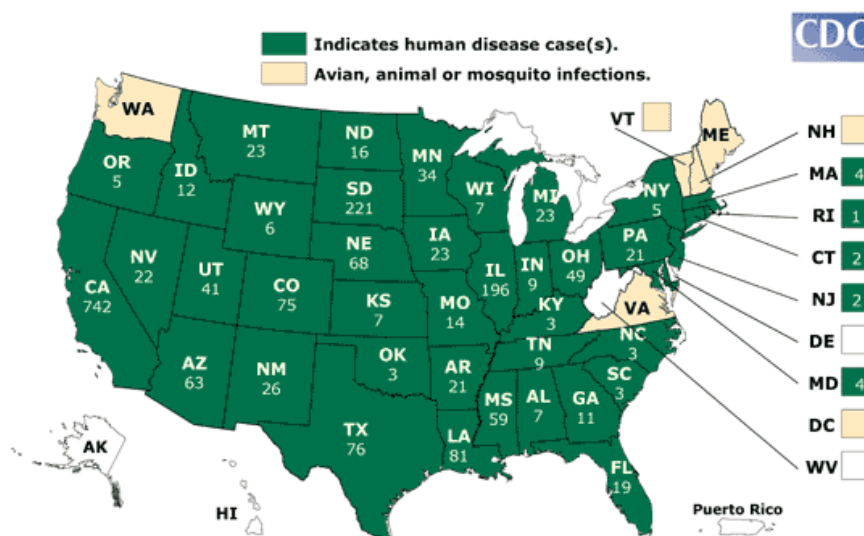 CDC
Indicates human disease case(s).
Avian, animal or mosquito infections.
WA
MT
23
ND
16
MN
34
VT
ME
NH
OR
5
ID
12
SD
221
WI
7
MI
23
NY
5
MA
4
WY
6
RI
1
IA
23
NE
68
PA
21
CT
2
NV
22
UT
41
CO
75
IL
196
IN
9
OH
49
NJ
2
CA
742
KS
7
MO
14
KY
3
VA
DE
AZ
63
NM
26
OK
3
AR
21
TN
9
NC
3
MD
4
SC
3
MS
59
AL
7
GA
11
DC
TX
76
LA
81
WV
AK
FL
19
HI
Puerto Rico